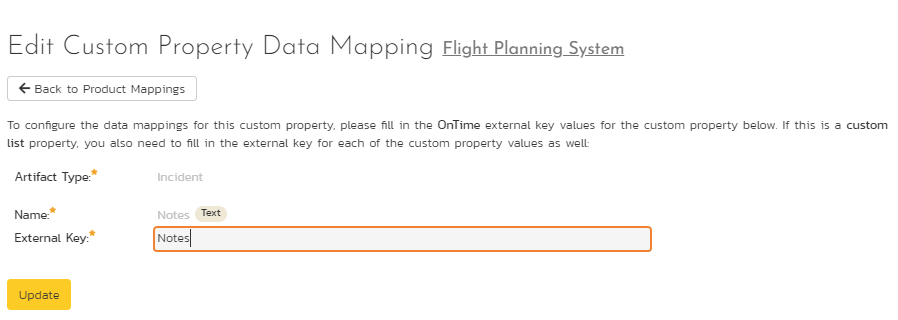 Edit Custom Property Data Mapping Flight Planning System
Back to Product Mappings
To configure the data mappings for this custom property, please fill in the OnTime external key values for the custom property below. If this is a custom
list property, you also need to fill in the external key for each of the custom property values as well:
Artifact Type:* Incident
Name:* Notes Text
External Key:* Notes
Update